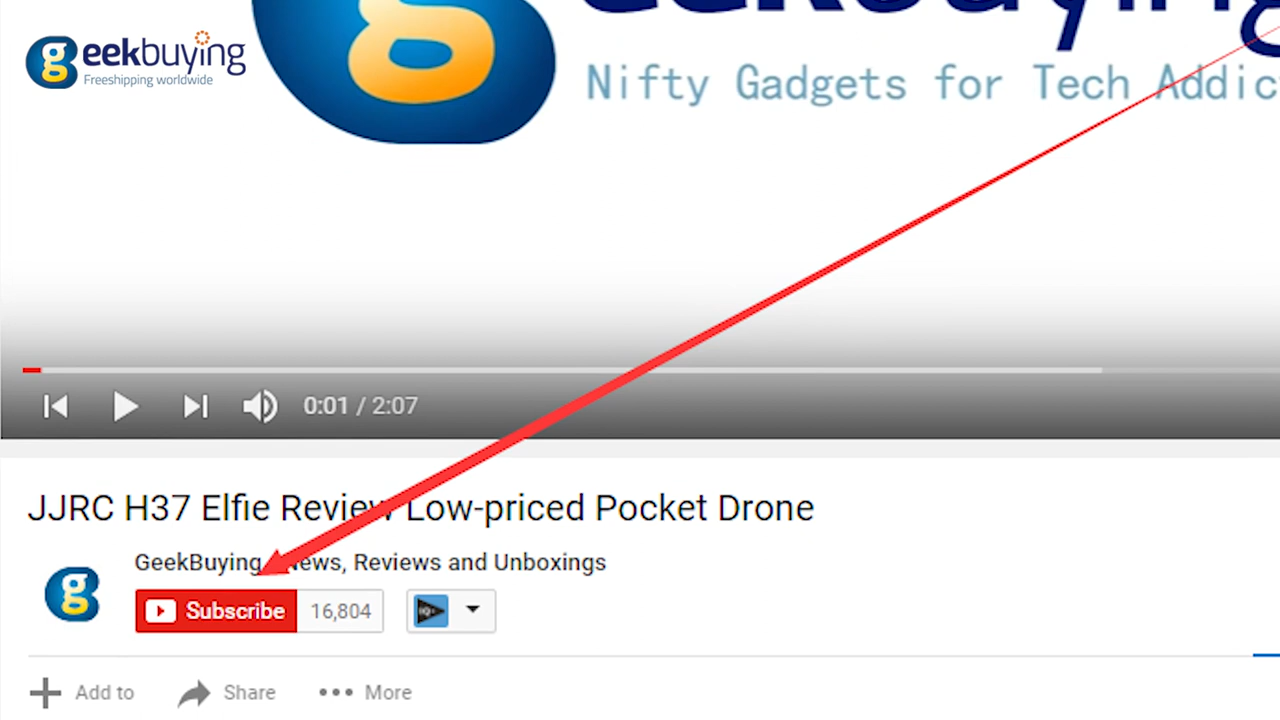 geekbuying
Freeshipping worldwide
Nifty Gadgets for Tech
0:01 / 2:07
JJRC H37 Elfie Review Low-priced Pocket Drone
GeekBuying News, Reviews and Unboxings
Subscribe 16,804
Add to Share More